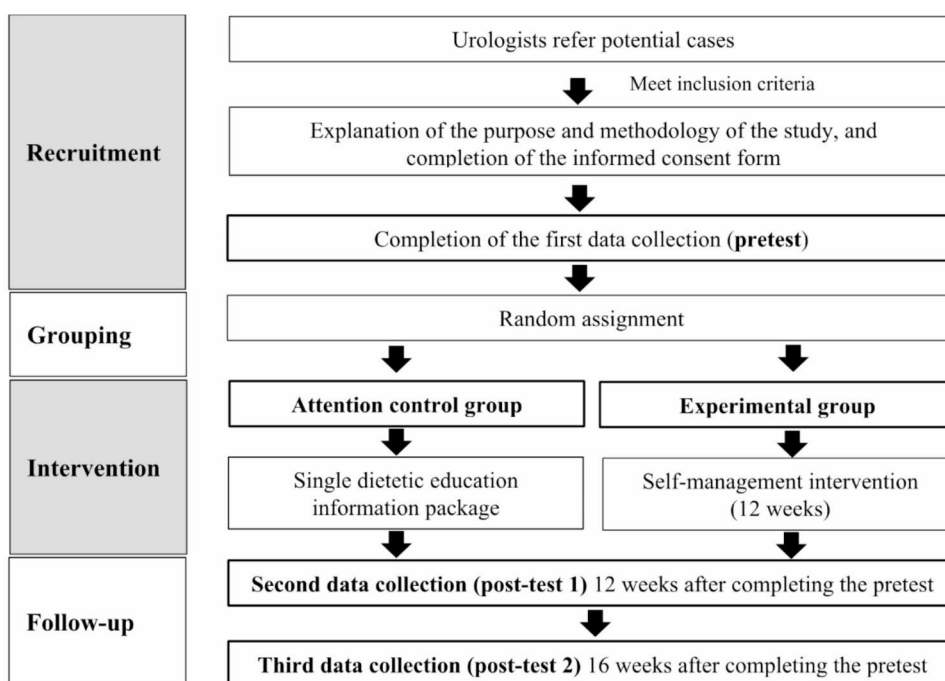 Urologists refer potential cases
Meet inclusion criteria
Recruitment
Explanation of the purpose and methodology of the study, and
completion of the informed consent form
Completion of the first data collection (pretest)
Grouping
Random assignment
Attention control group
Experimental group
Intervention
Single dietetic education
information package
Self-management intervention
(12 weeks)
Follow-up
Second data collection (post-test 1) 12 weeks after completing the pretest
Third data collection (post-test 2) 16 weeks after completing the pretest